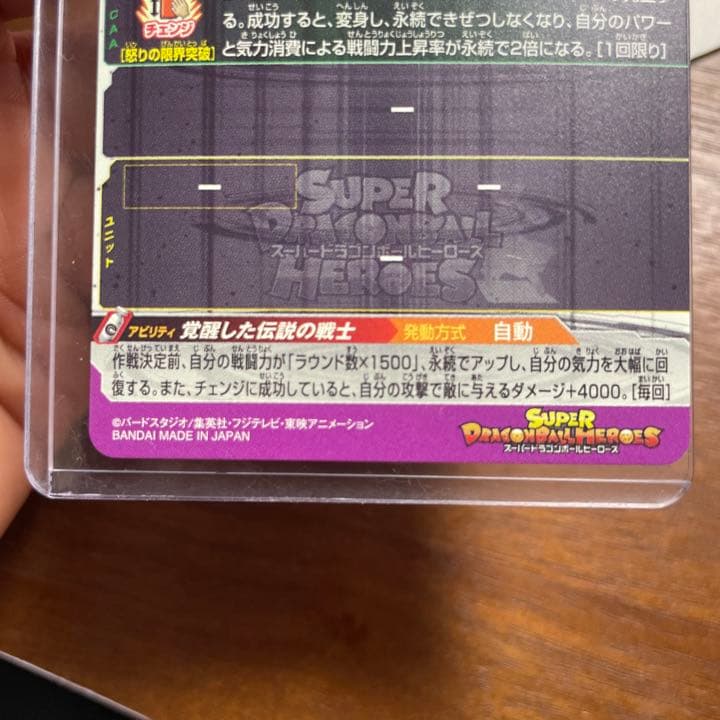 る。成功すると、変身し、永続できぜつしなくなり、自分のパワー
と気力消費による戦闘力上昇率が永続で2倍になる。[1回限り]
CAA
チェンジ
[怒りの限界突破]
ー
ユニット
ー
ー
ー
SUPER
DRAGONBALL
スーパードラゴンボールヒーローズ
HEROES
アビリティ 覚醒した伝説の戦士 発動方式 自動
作戦決定前、自分の戦闘力が「ラウンド数×1500」、永続でアップし、自分の気力を大幅に回
復する。また、チェンジに成功していると、自分の攻撃で敵に与えるダメージ+4000。[毎回]
©バードスタジオ/集英社・フジテレビ・東映アニメーション
BANDAI MADE IN JAPAN
SUPER
DRAGONBALL HEROES
スーパードラゴンボールヒーローズ